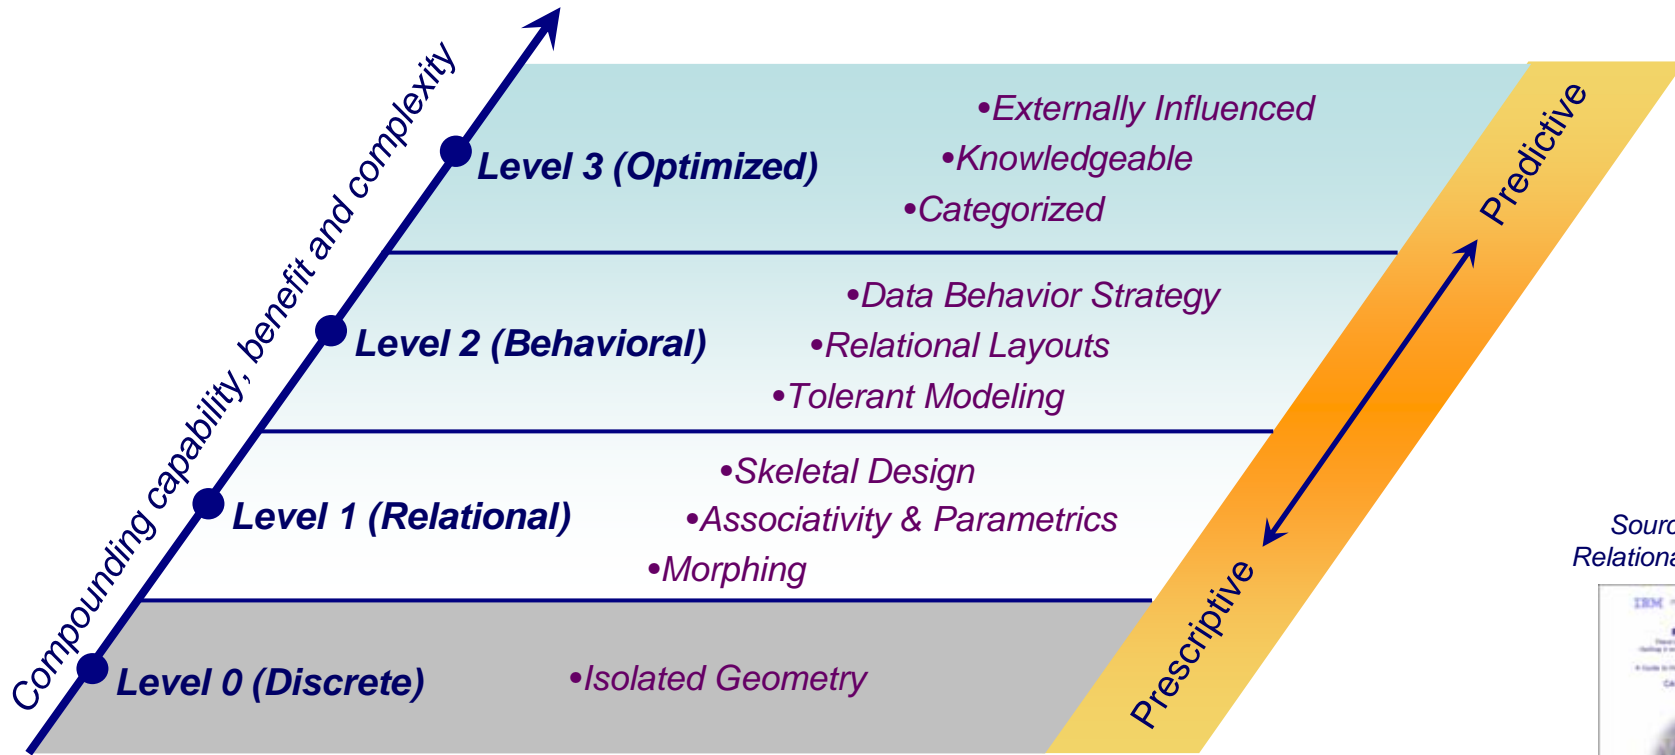 Compounding capability, benefit and complexity
Level 3 (Optimized)
•Externally Influenced
•Knowledgeable
•Categorized
Level 2 (Behavioral)
•Data Behavior Strategy
•Relational Layouts
•Tolerant Modeling
Level 1 (Relational)
•Skeletal Design
•Associativity & Parametrics
•Morphing
Level 0 (Discrete)
•Isolated Geometry
Predictive
Prescriptive
IBM